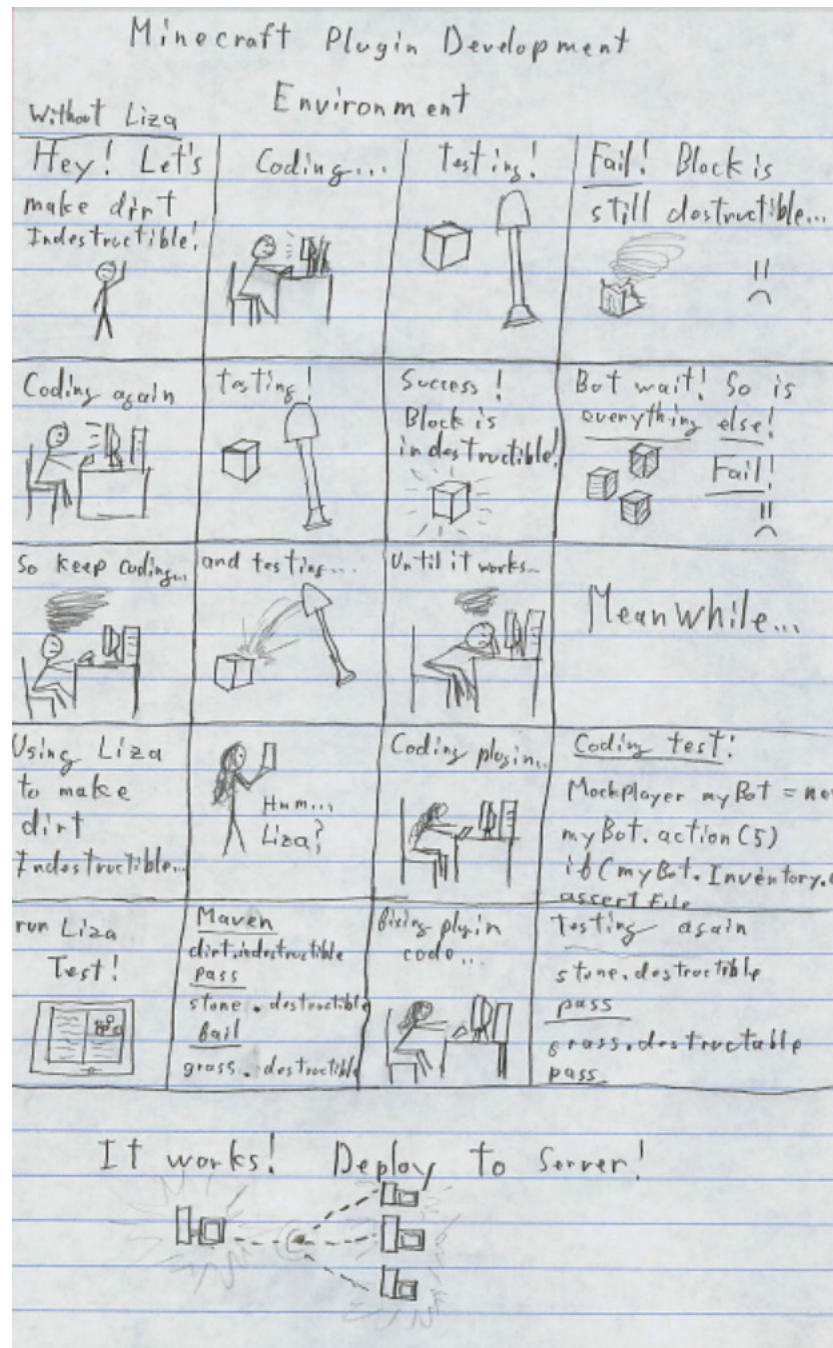 Minecraft Plugin Development
Environment
Without Liza
Hey! Let's
make dirt
Indestructible!
Coding...
Testing!
Fail! Block is
still destructible...
Coding again
testing!
Success!
Block is
indestructible!
But wait! So is
everything else!
Fail!
So keep coding...
and testing...
Until it works..
Meanwhile...
Using Liza
to make
dirt
Indestructible...
Hum...
Liza?
Coding plugin...
Coding test!
Mockplayer myBot = new
myBot.action(5)
if(myBot.Inventory.
assert File
run Liza
Test!
Maven
dirt.indestructible
pass
stone.destructible
fail
grass.destructible
fixing plugin
code...
testing again
stone.destructible
pass
grass.destructable
pass
It works! Deploy to Server!